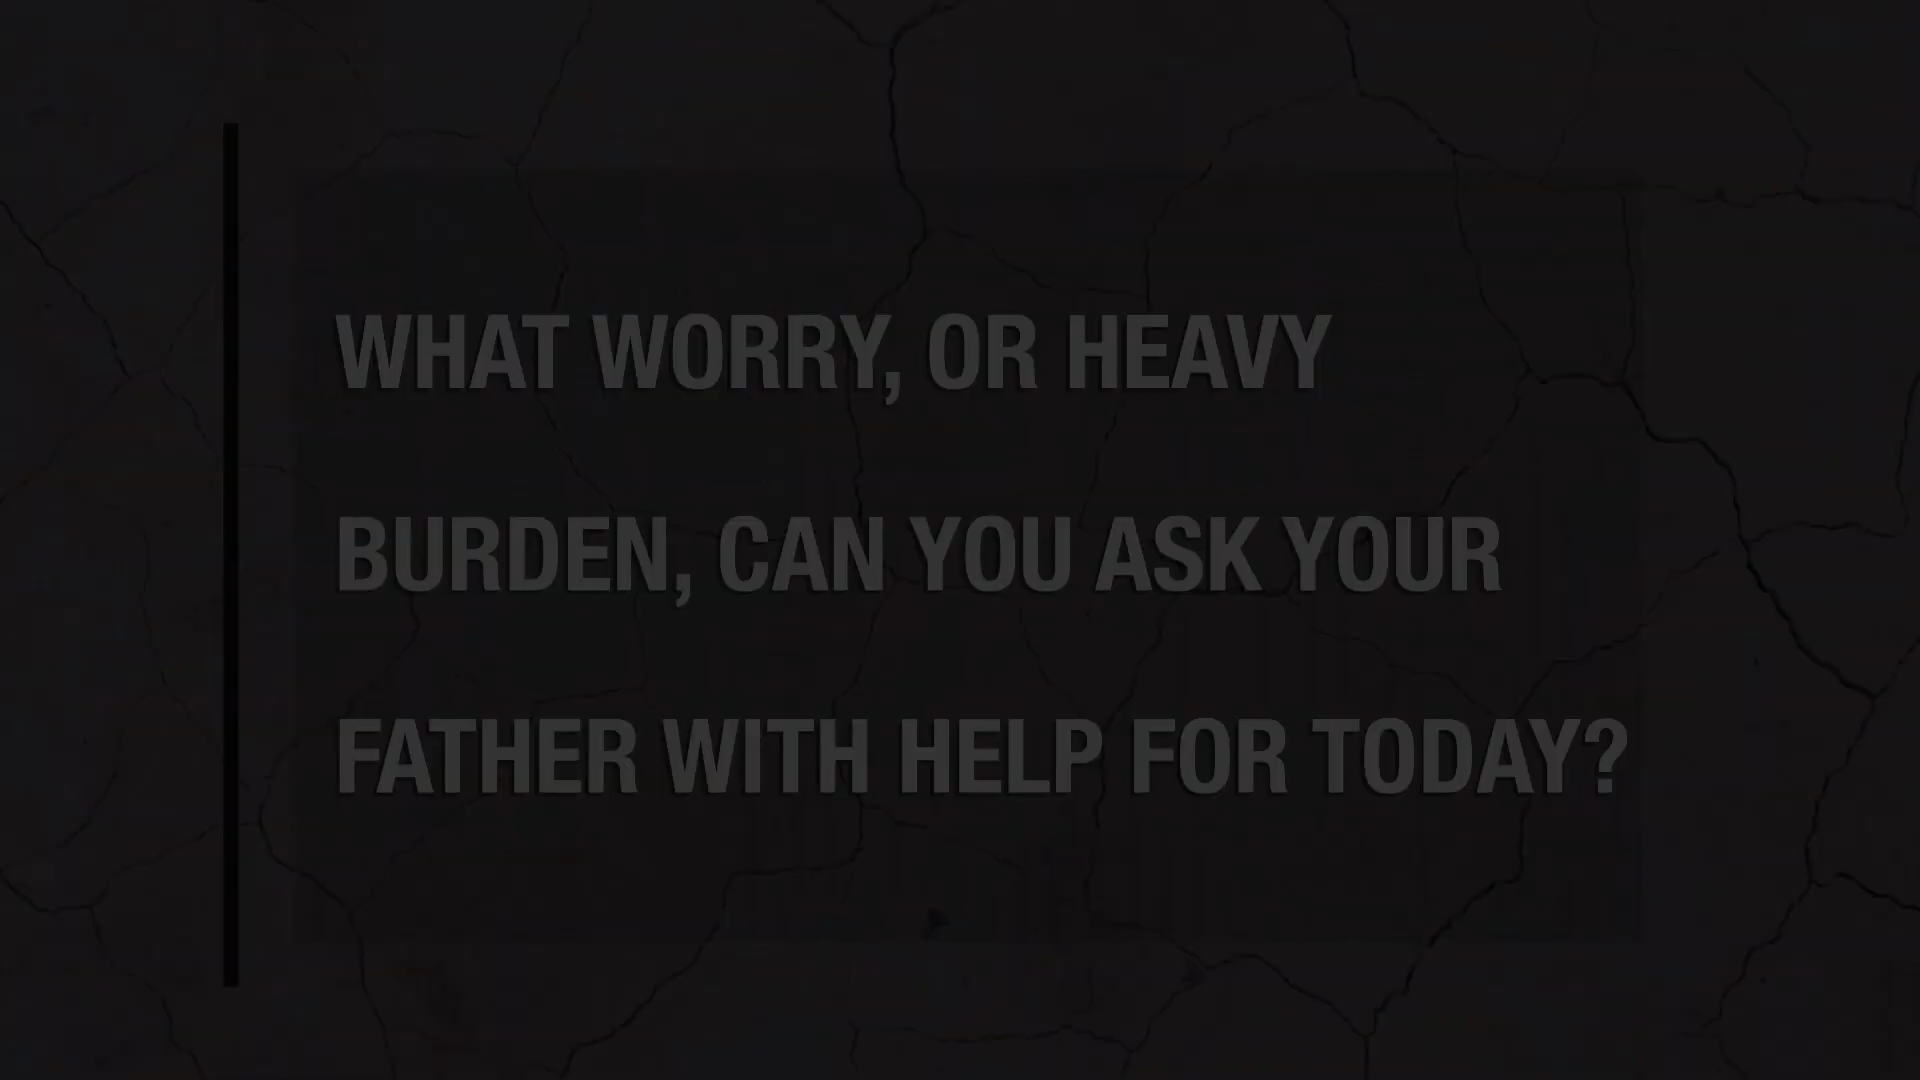 WHAT WORRY, OR HEAVY
BURDEN, CAN YOU ASK YOUR
FATHER WITH HELP FOR TODAY?